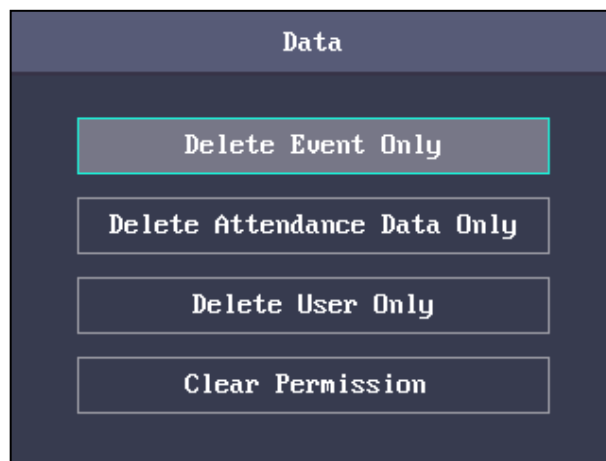 Data
Delete Event Only
Delete Attendance Data Only
Delete User Only
Clear Permission